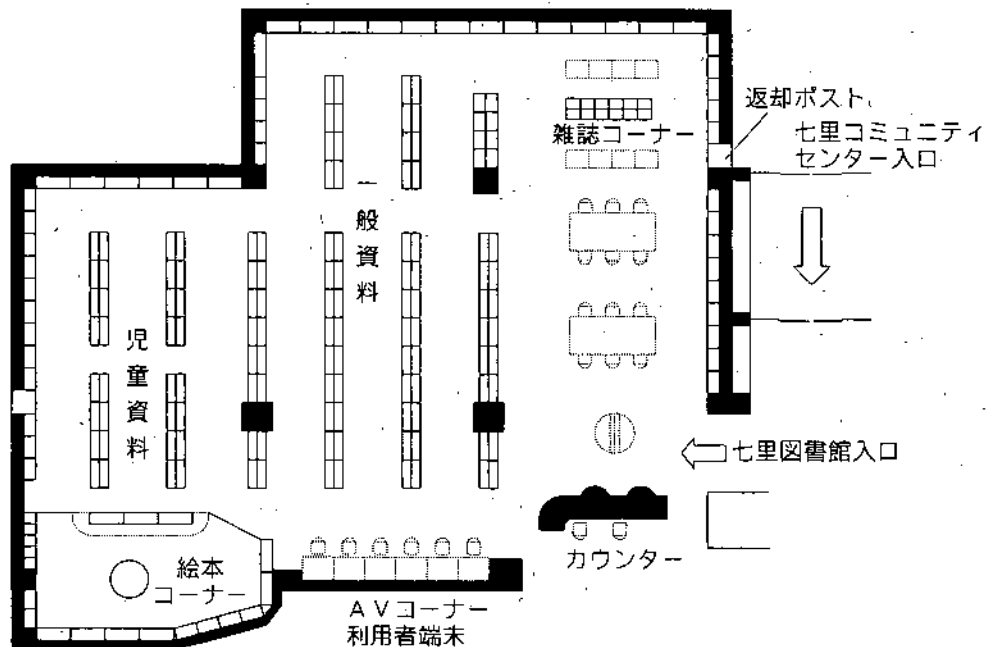 返却ポスト
七里コミュニティ
センター入口
雑誌コーナー
一般資料
児童資料
七里図書館入口
カウンター
絵本
コーナー
AVコーナー
利用者端末